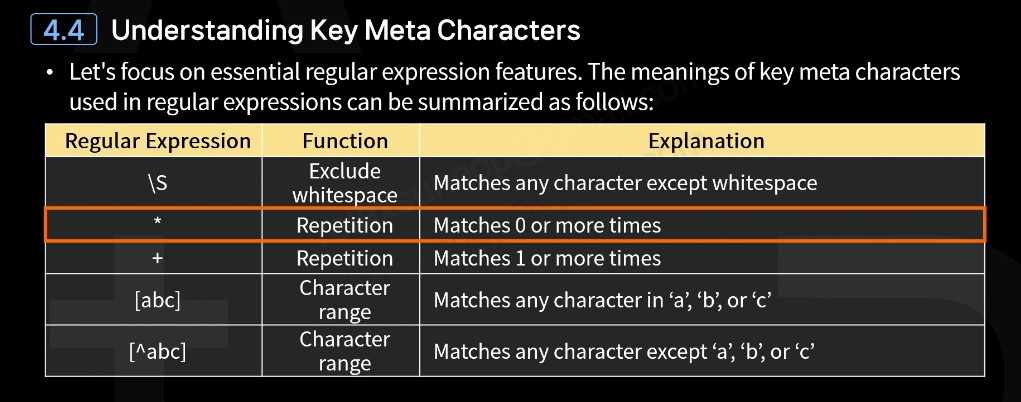 4.4 Understanding Key Meta Characters
• Let's focus on essential regular expression features. The meanings of key meta characters
used in regular expressions can be summarized as follows:
Regular Expression Function Explanation
\S Exclude whitespace Matches any character except whitespace
* Repetition Matches 0 or more times
+ Repetition Matches 1 or more times
[abc] Character range Matches any character in ‘a’, ‘b’, or ‘c’
[^abc] Character range Matches any character except ‘a’, ‘b’, or ‘c’